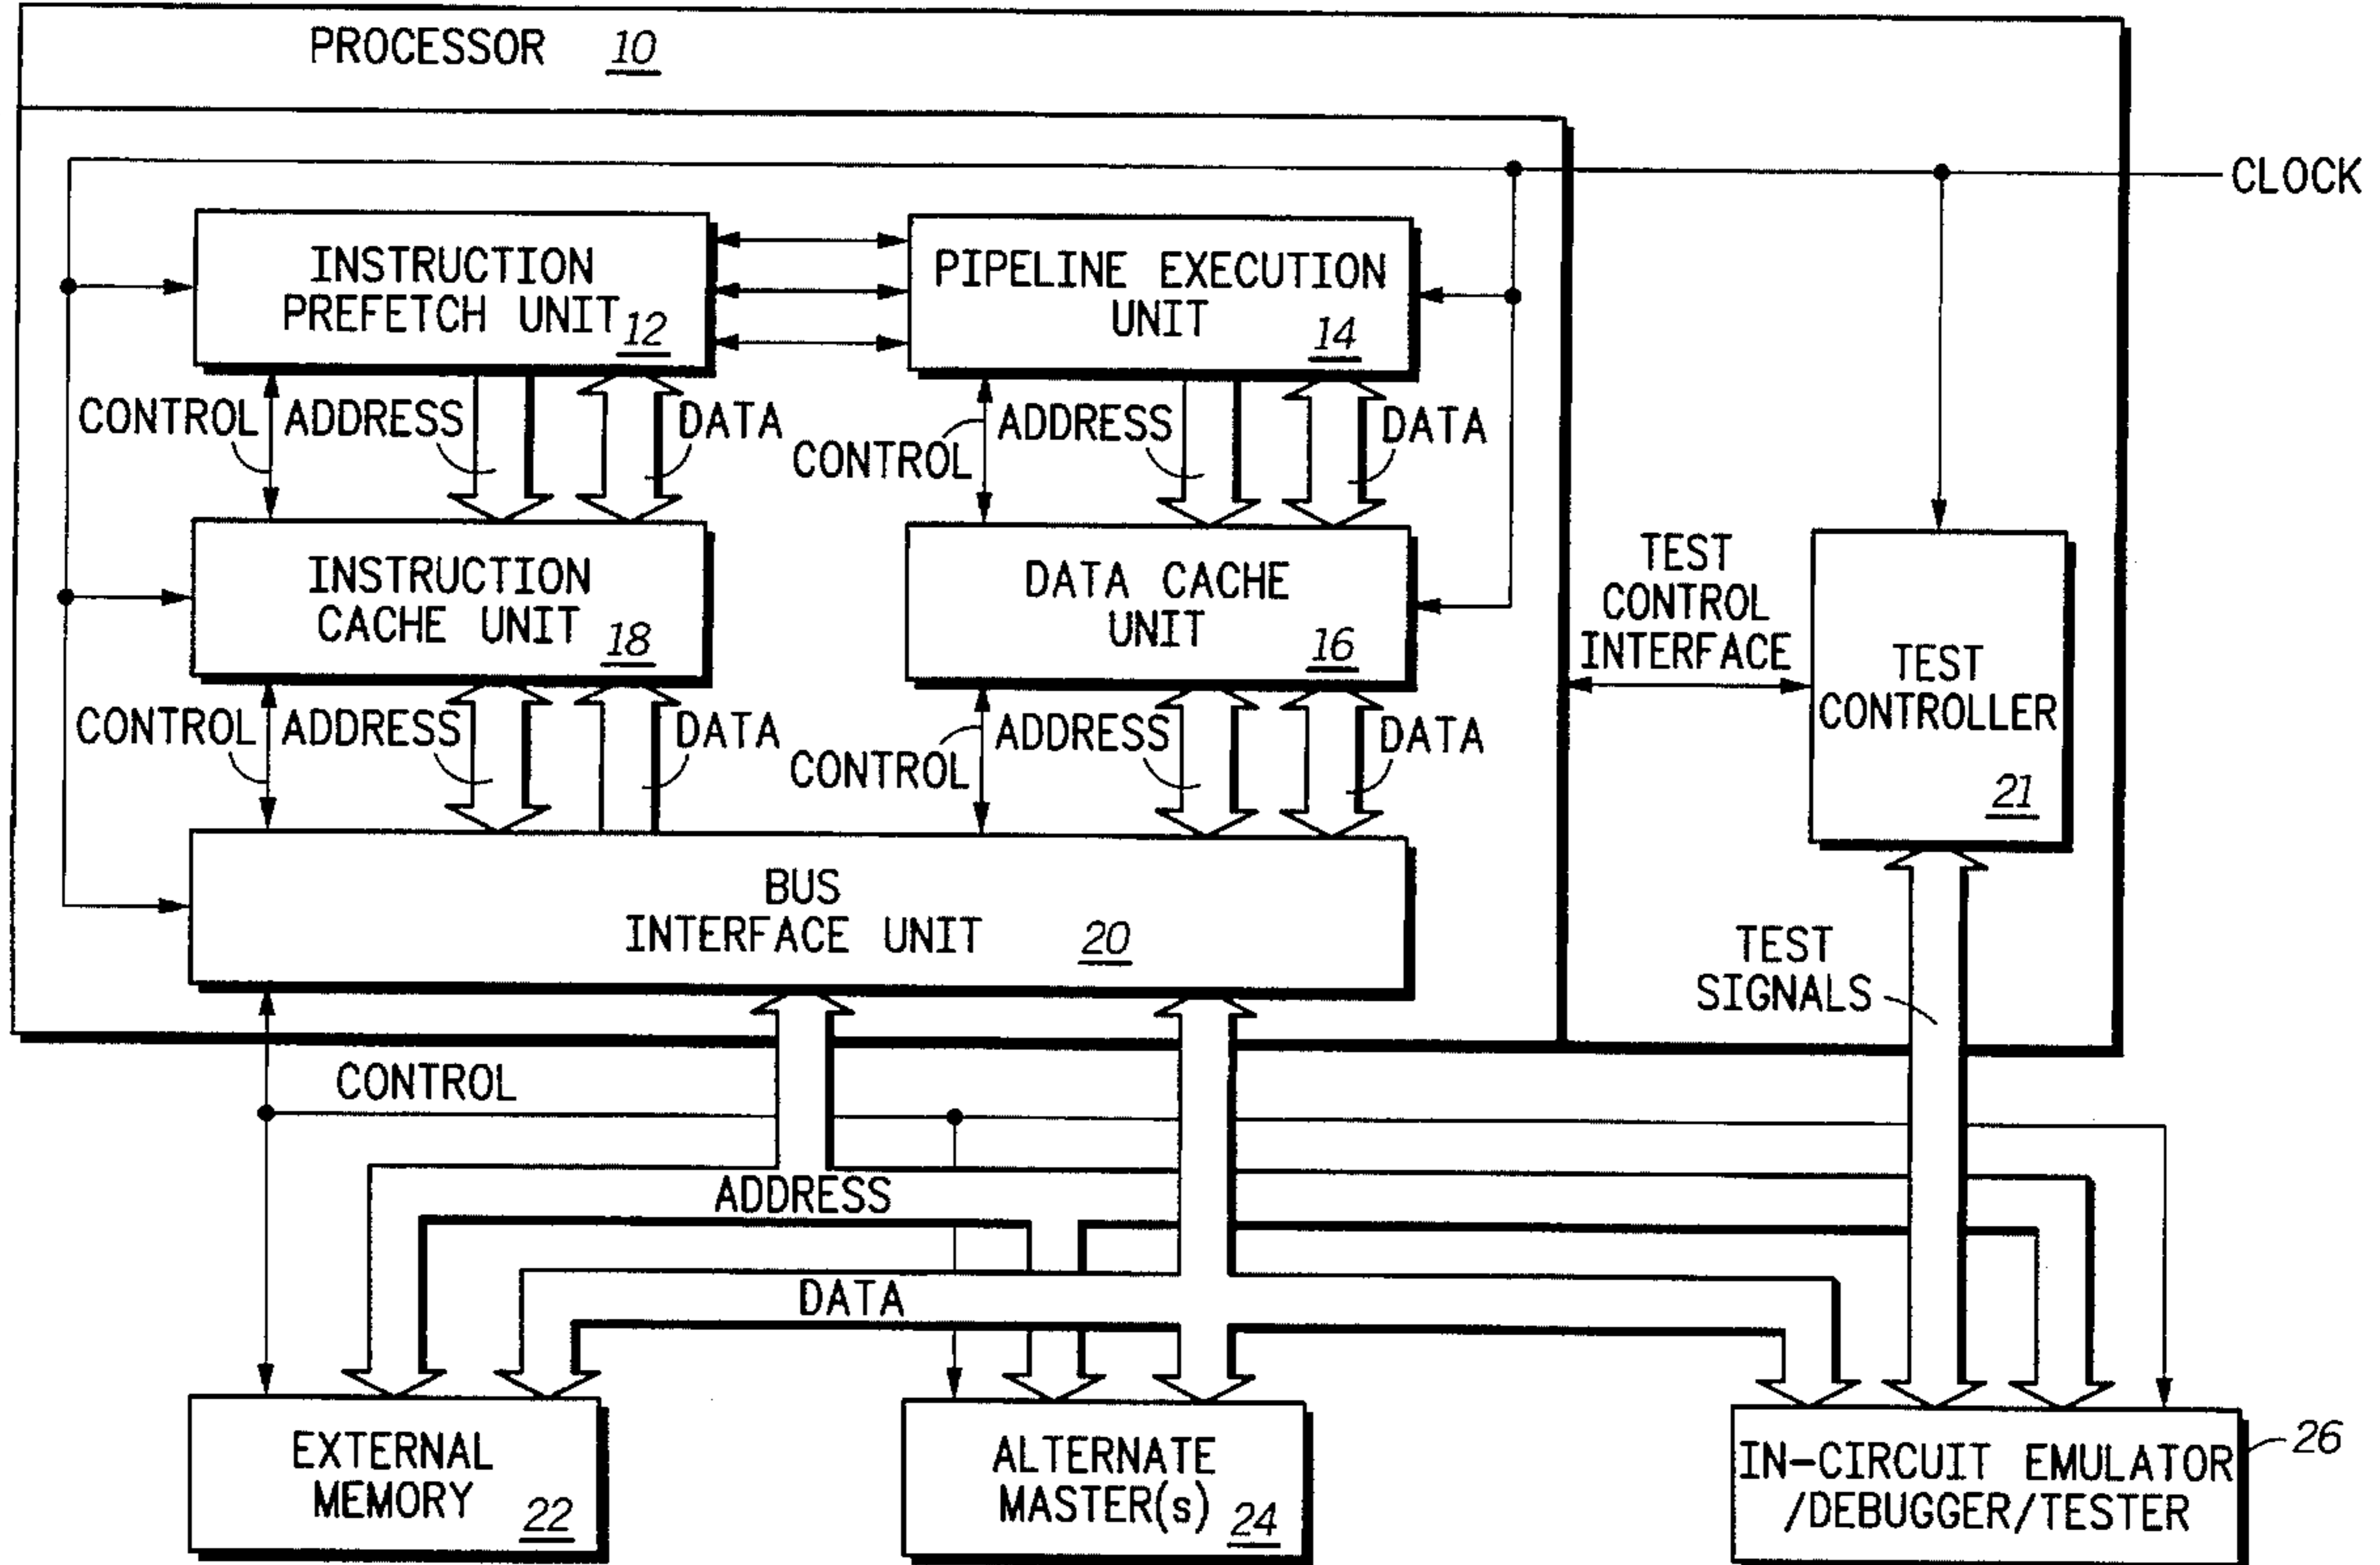 PROCESSOR 10
CLOCK
INSTRUCTION
PREFETCH UNIT 12
PIPELINE EXECUTION
UNIT 14
CONTROL
ADDRESS
DATA
CONTROL
ADDRESS
DATA
INSTRUCTION
CACHE UNIT 18
DATA CACHE
UNIT 16
TEST
CONTROL
INTERFACE
TEST
CONTROLLER
21
CONTROL
ADDRESS
DATA
CONTROL
ADDRESS
DATA
BUS
INTERFACE UNIT 20
TEST
SIGNALS
CONTROL
ADDRESS
DATA
EXTERNAL
MEMORY 22
ALTERNATE
MASTER(s) 24
IN-CIRCUIT EMULATOR
/DEBUGGER/TESTER
26